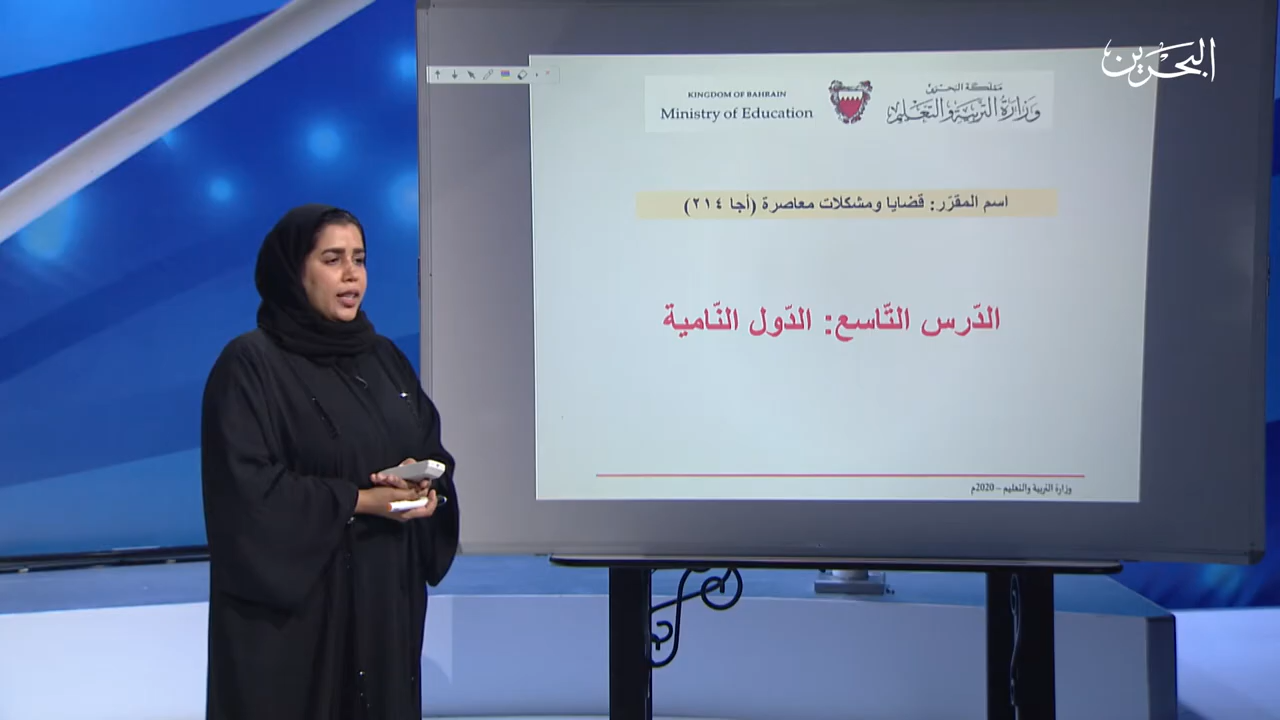 البحرين
KINGDOM OF BAHRAIN
Ministry of Education
مملكة البحرين
وزارة التربية والتعليم
اسم المقرّر: قضايا ومشكلات معاصرة (أجا ٢١٤)
الدّرس التّاسع: الدّول النّامية
وزارة التربية والتعليم – 2020م